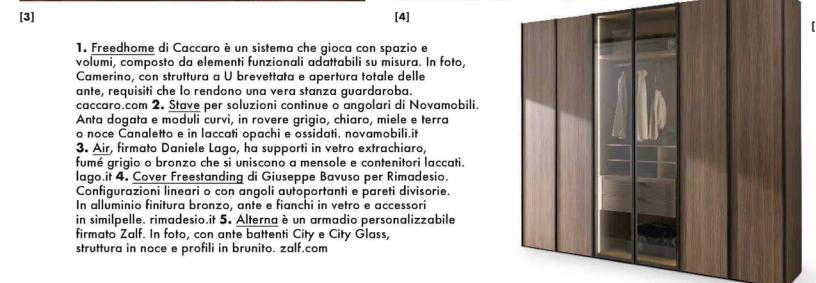 [3]
[4]
[
1. Freedhome di Caccaro è un sistema che gioca con spazio e
volumi, composto da elementi funzionali adattabili su misura. In foto,
Camerino, con struttura a U brevettata e apertura totale delle
ante, requisiti che lo rendono una vera stanza guardaroba.
caccaro.com 2. Stave per soluzioni continue o angolari di Novamobili.
Anta dogata e moduli curvi, in rovere grigio, chiaro, miele e terra
o noce Canaletto e in laccati opachi e ossidati. novamobili.it
3. Air, firmato Daniele Lago, ha supporti in vetro extrachiaro,
fumé grigio o bronzo che si uniscono a mensole e contenitori laccati.
lago.it 4. Cover Freestanding di Giuseppe Bavuso per Rimadesio.
Configurazioni lineari o con angoli autoportanti e pareti divisorie.
In alluminio finitura bronzo, ante e fianchi in vetro e accessori
in similpelle. rimadesio.it 5. Alterna è un armadio personalizzabile
firmato Zalf. In foto, con ante battenti City e City Glass,
struttura in noce e profili in brunito. zalf.com